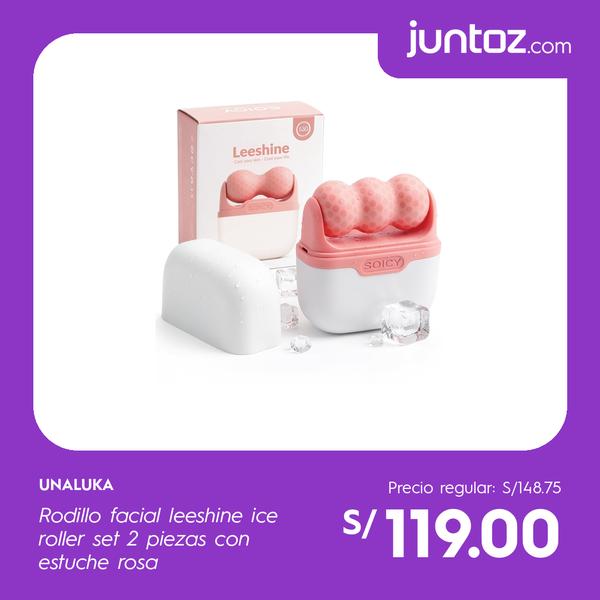 juntoz.com
Leeshine
SOICY
UNALUKA
Rodillo facial leeshine ice
roller set 2 piezas con
estuche rosa
Precio regular: S/148.75
S/119.00